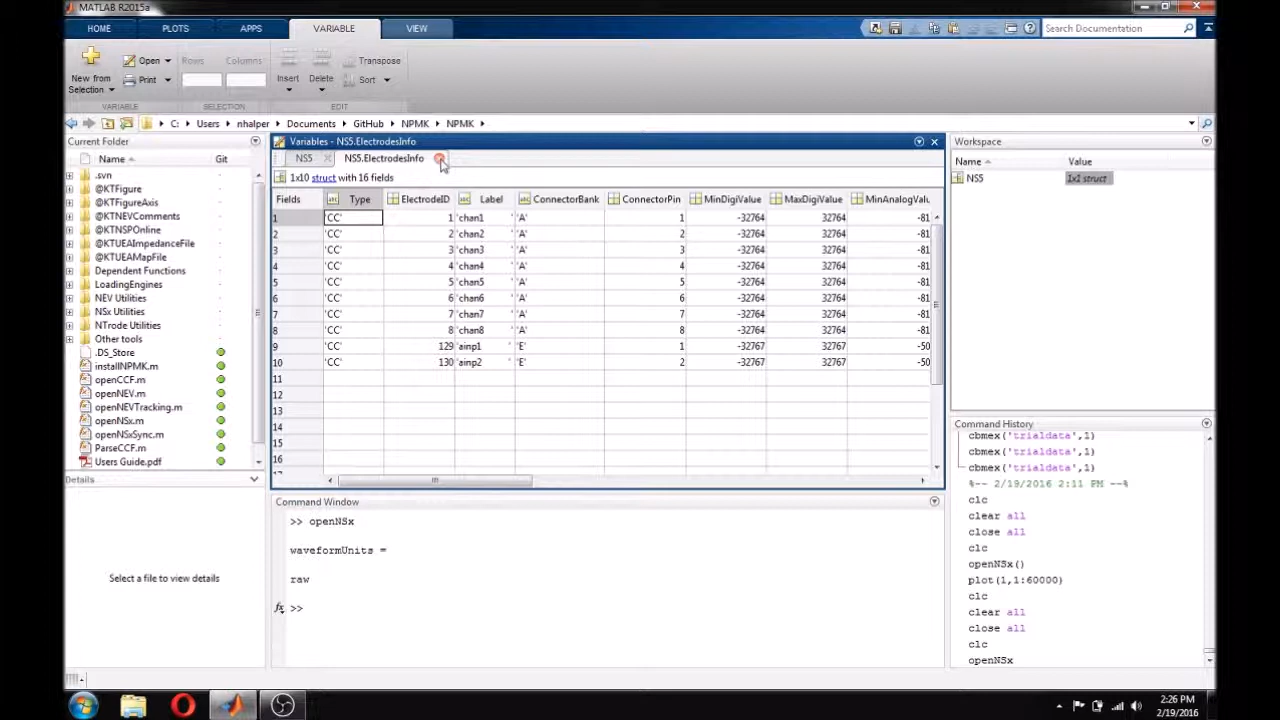 MATLAB R2015a
HOME PLOTS APPS VARIABLE VIEW
Search Documentation
New from Selection
Open
Print
Rows Columns
Insert
Delete
Transpose
Sort
VARIABLE SELECTION EDIT
C: Users nhalper Documents GitHub NPMK NPMK
Current Folder
Name Git
.svn
@KTFigure
@KTFigureAxis
@KTNEVComments
@KTNSPOnline
@KTUEAImpedanceFile
@KTUEAMapFile
Dependent Functions
LoadingEngines
NEV Utilities
NSx Utilities
NTrode Utilities
Other tools
.DS_Store
installNPMK.m
openCCF.m
openNEV.m
openNEVTracking.m
openNSx.m
openNSxSync.m
ParseCCF.m
Users Guide.pdf
Details
Select a file to view details
Variables - NS5.ElectrodesInfo
NS5 NS5.ElectrodesInfo
1x10 struct with 16 fields
Fields Type ElectrodeID Label ConnectorBank ConnectorPin MinDigiValue MaxDigiValue MinAnalogValu
1 'CC' 1 'chan1 ' 'A' 1 -32764 32764 -81
2 'CC' 2 'chan2 ' 'A' 2 -32764 32764 -81
3 'CC' 3 'chan3 ' 'A' 3 -32764 32764 -81
4 'CC' 4 'chan4 ' 'A' 4 -32764 32764 -81
5 'CC' 5 'chan5 ' 'A' 5 -32764 32764 -81
6 'CC' 6 'chan6 ' 'A' 6 -32764 32764 -81
7 'CC' 7 'chan7 ' 'A' 7 -32764 32764 -81
8 'CC' 8 'chan8 ' 'A' 8 -32764 32764 -81
9 'CC' 129 'ainp1 ' 'E' 1 -32767 32767 -50
10 'CC' 130 'ainp2 ' 'E' 2 -32767 32767 -50
11
12
13
14
15
16
Command Window
>> openNSx
waveformUnits =
raw
fx >>
Workspace
Name Value
NS5 1x1 struct
Command History
cbmex('trialdata',1)
cbmex('trialdata',1)
cbmex('trialdata',1)
%-- 2/19/2016 2:11 PM --%
clc
clear all
close all
clc
openNSx()
plot(1,1:60000)
clc
clear all
close all
clc
openNSx
2:26 PM
2/19/2016